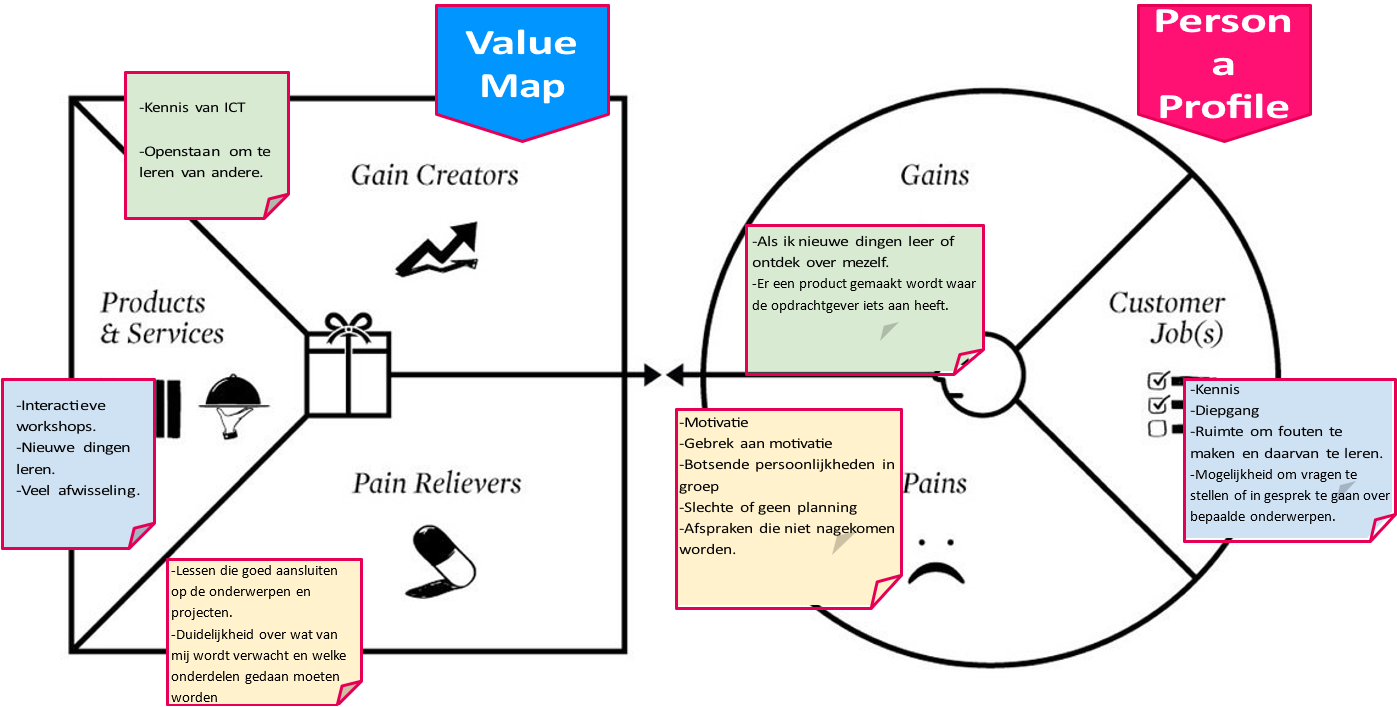 Value
Map
Person
a
Profile
-Kennis van ICT
-Openstaan om te
leren van andere.
Gain Creators
Gains
-Als ik nieuwe dingen leer of
ontdek over mezelf.
-Er een product gemaakt wordt waar
de opdrachtgever iets aan heeft.
Products
& Services
Customer
Job(s)
-Interactieve
workshops.
-Nieuwe dingen
leren.
-Veel afwisseling.
-Kennis
-Diepgang
-Ruimte om fouten te
maken en daarvan te leren.
-Mogelijkheid om vragen te
stellen of in gesprek te gaan over
bepaalde onderwerpen.
Pain Relievers
-Motivatie
-Gebrek aan motivatie
-Botsende persoonlijkheden in
groep
-Slechte of geen planning
-Afspraken die niet nagekomen
worden.
Pains
-Lessen die goed aansluiten
op de onderwerpen en
projecten.
-Duidelijkheid over wat van
mij wordt verwacht en welke
onderdelen gedaan moeten
worden